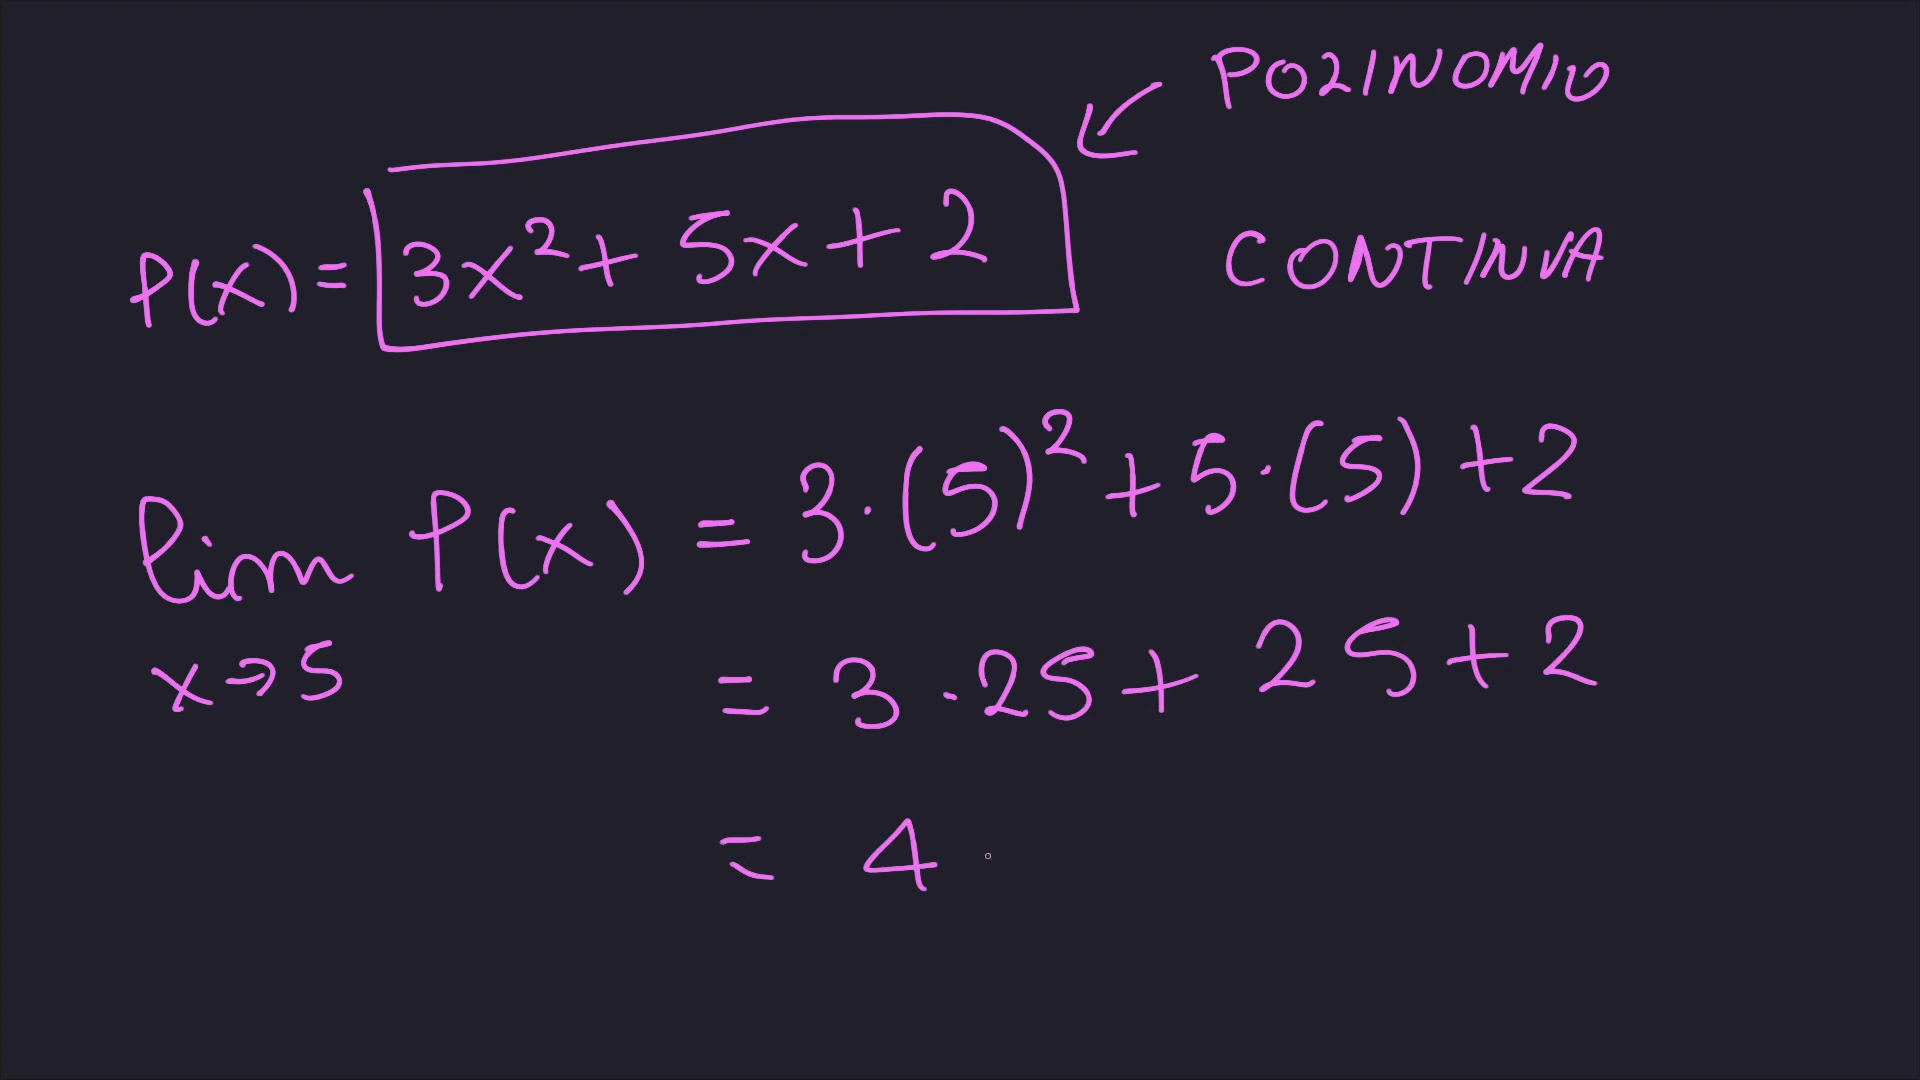 POLINOMIO
P(x) = 3x² + 5x + 2
CONTINUA
lim P(x) = 3·(5)² + 5·(5) + 2
x→5
= 3·25 + 25 + 2
= 4